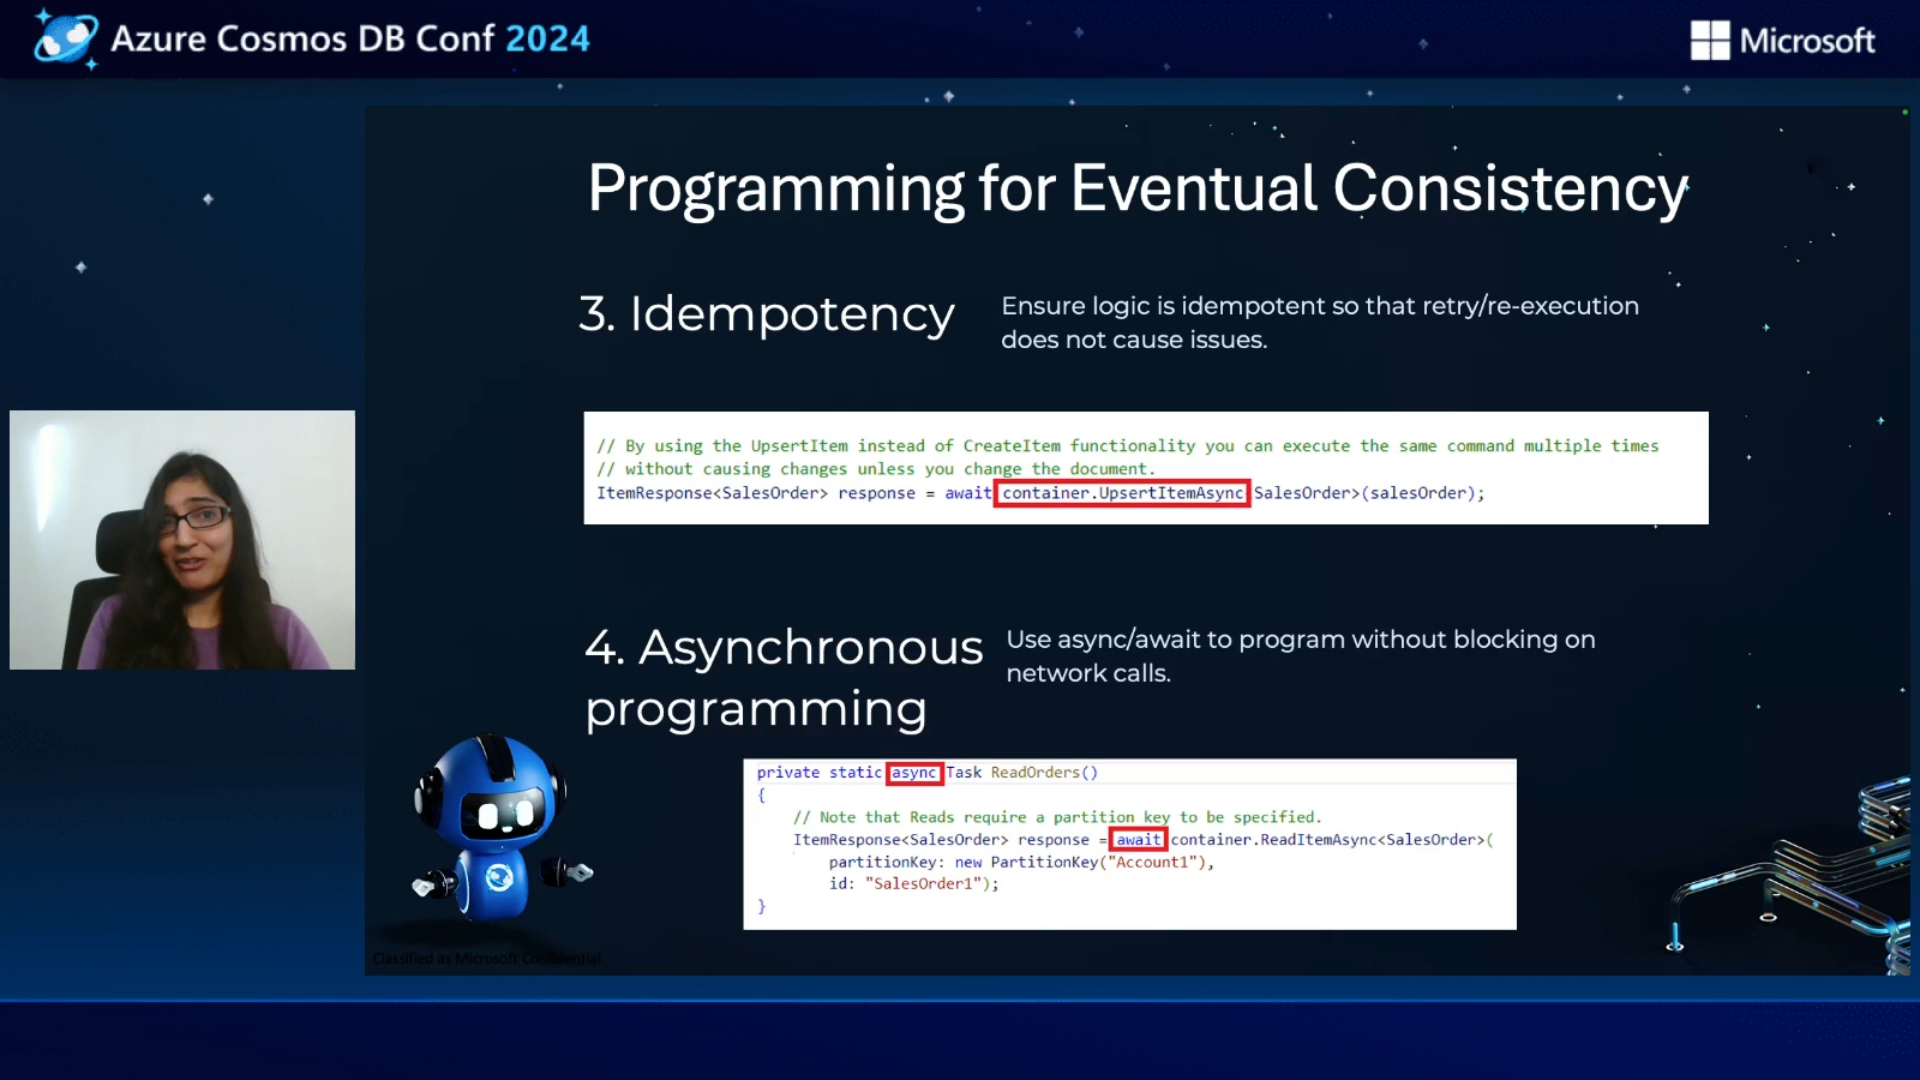 Azure Cosmos DB Conf 2024
Microsoft
Programming for Eventual Consistency
3. Idempotency
Ensure logic is idempotent so that retry/re-execution
does not cause issues.
// By using the UpsertItem instead of CreateItem functionality you can execute the same command multiple times
// without causing changes unless you change the document.
ItemResponse<SalesOrder> response = await container.UpsertItemAsync SalesOrder>(salesOrder);
4. Asynchronous
programming
Use async/await to program without blocking on
network calls.
private static async Task ReadOrders()
{
// Note that Reads require a partition key to be specified.
ItemResponse<SalesOrder> response = await container.ReadItemAsync<SalesOrder>(
partitionKey: new PartitionKey("Account1"),
id: "SalesOrder1");
}
Classified as Microsoft Confidential